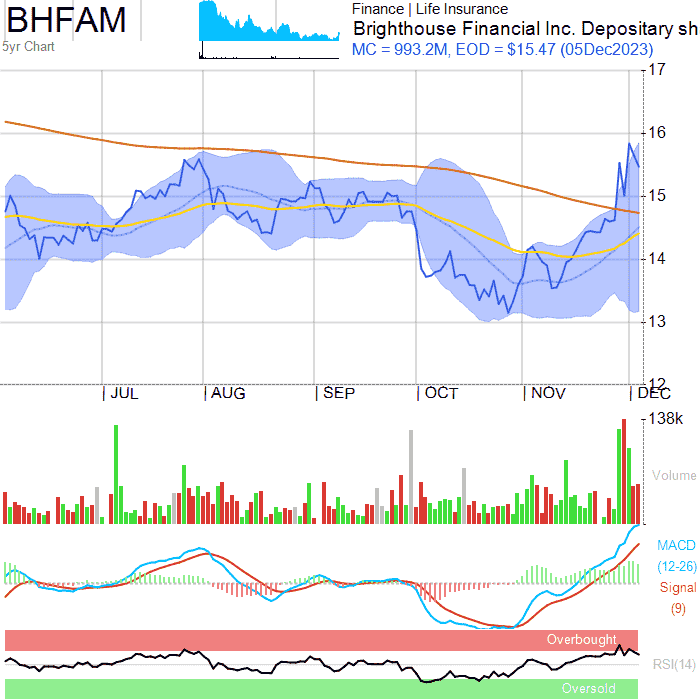 BHFAM
5yr Chart
Finance | Life Insurance
Brighthouse Financial Inc. Depositary sh
MC = 993.2M, EOD = $15.47 (05Dec2023)
17
16
15
14
13
12
JUL AUG SEP OCT NOV DEC
138k
Volume
MACD
(12-26)
Signal
(9)
Overbought
RSI(14)
Oversold